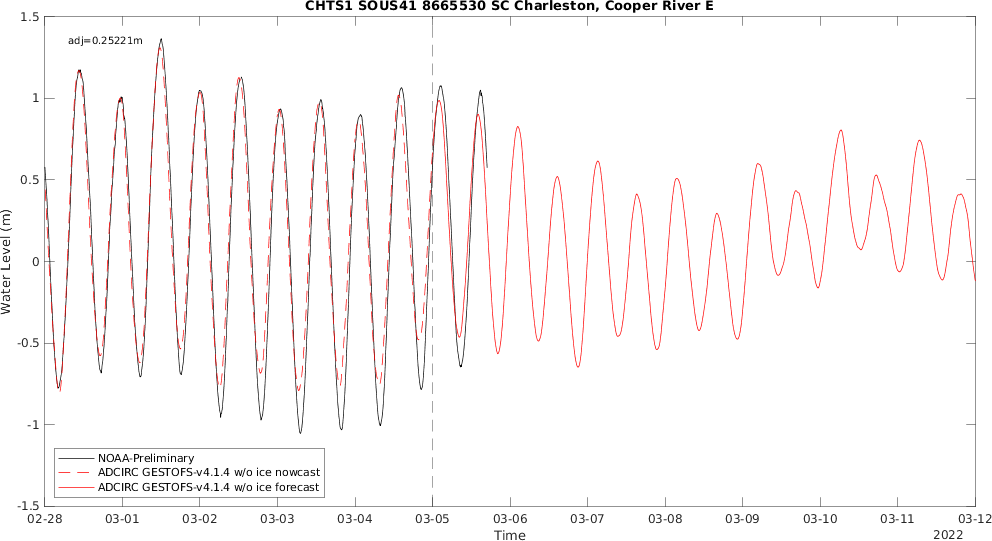 CHTS1 SOUS41 8665530 SC Charleston, Cooper River E
adj=0.25221m
1.5
1
0.5
0
-0.5
-1
-1.5
Water Level (m)
NOAA-Preliminary
ADCIRC GESTOFS-v4.1.4 w/o ice nowcast
ADCIRC GESTOFS-v4.1.4 w/o ice forecast
02-28 03-01 03-02 03-03 03-04 03-05 03-06 03-07 03-08 03-09 03-10 03-11 03-12
Time
2022